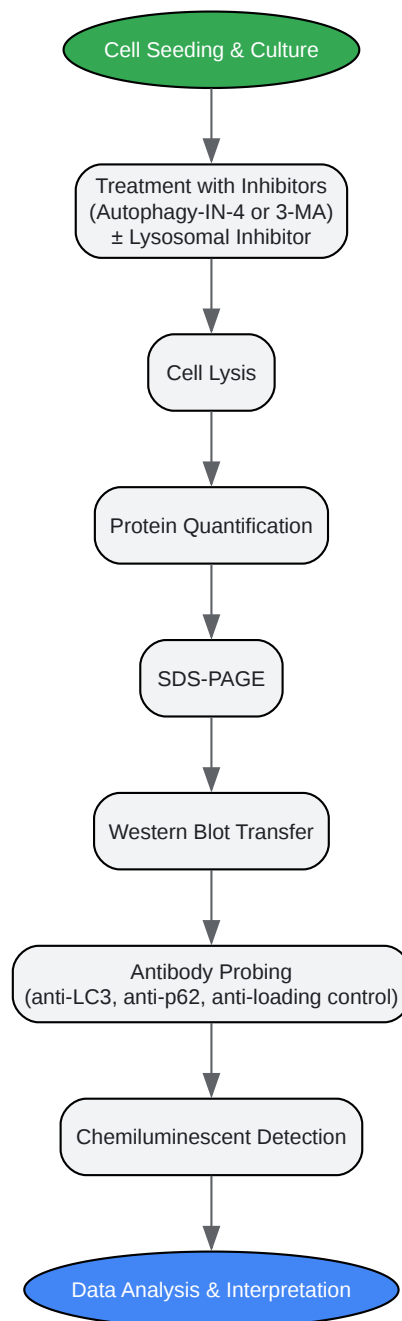 Cell Seeding & Culture
Treatment with Inhibitors
(Autophagy-IN-4 or 3-MA)
± Lysosomal Inhibitor
Cell Lysis
Protein Quantification
SDS-PAGE
Western Blot Transfer
Antibody Probing
(anti-LC3, anti-p62, anti-loading control)
Chemiluminescent Detection
Data Analysis & Interpretation